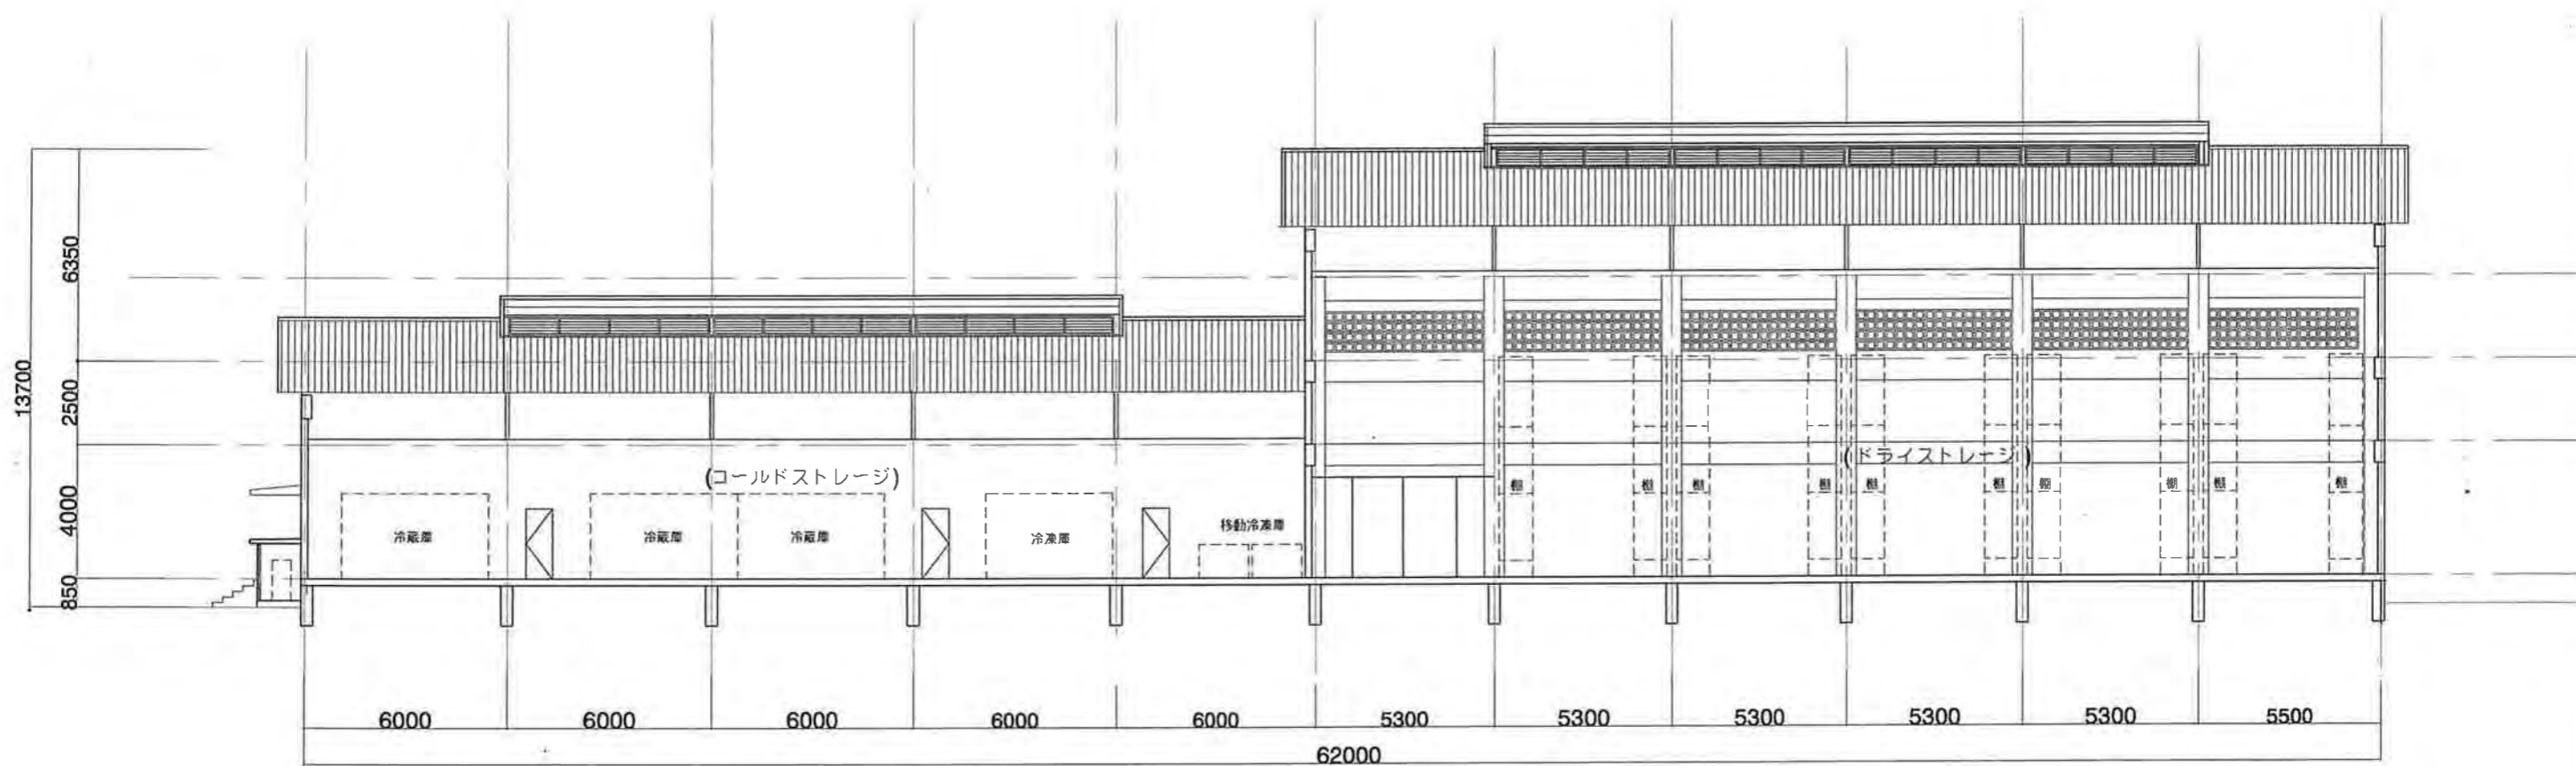 13700
6350
2500
4000
850
(コールドストレージ)
冷蔵庫
冷蔵庫
冷蔵庫
冷凍庫
移動冷凍庫
(ドライストレージ)
棚
棚
棚
棚
棚
棚
棚
棚
棚
棚
6000
6000
6000
6000
6000
5300
5300
5300
5300
5300
5500
62000